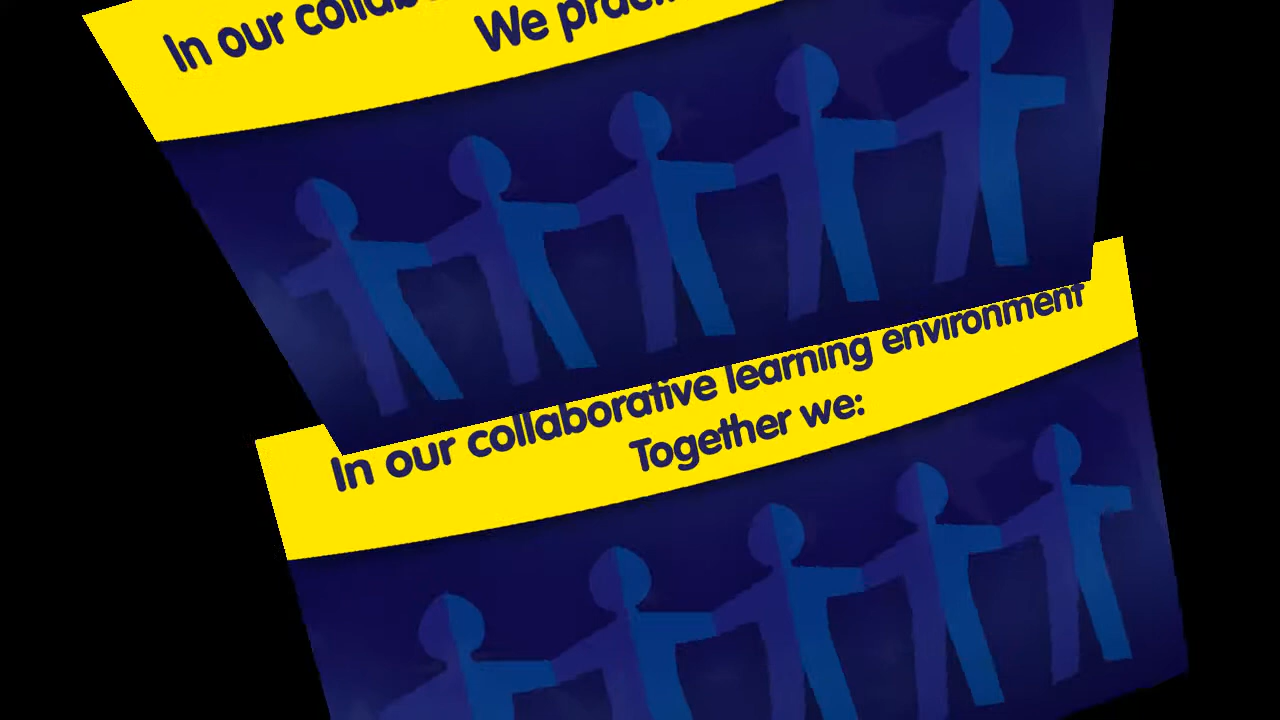 In our
We
In our collaborative learning environment
Together we: